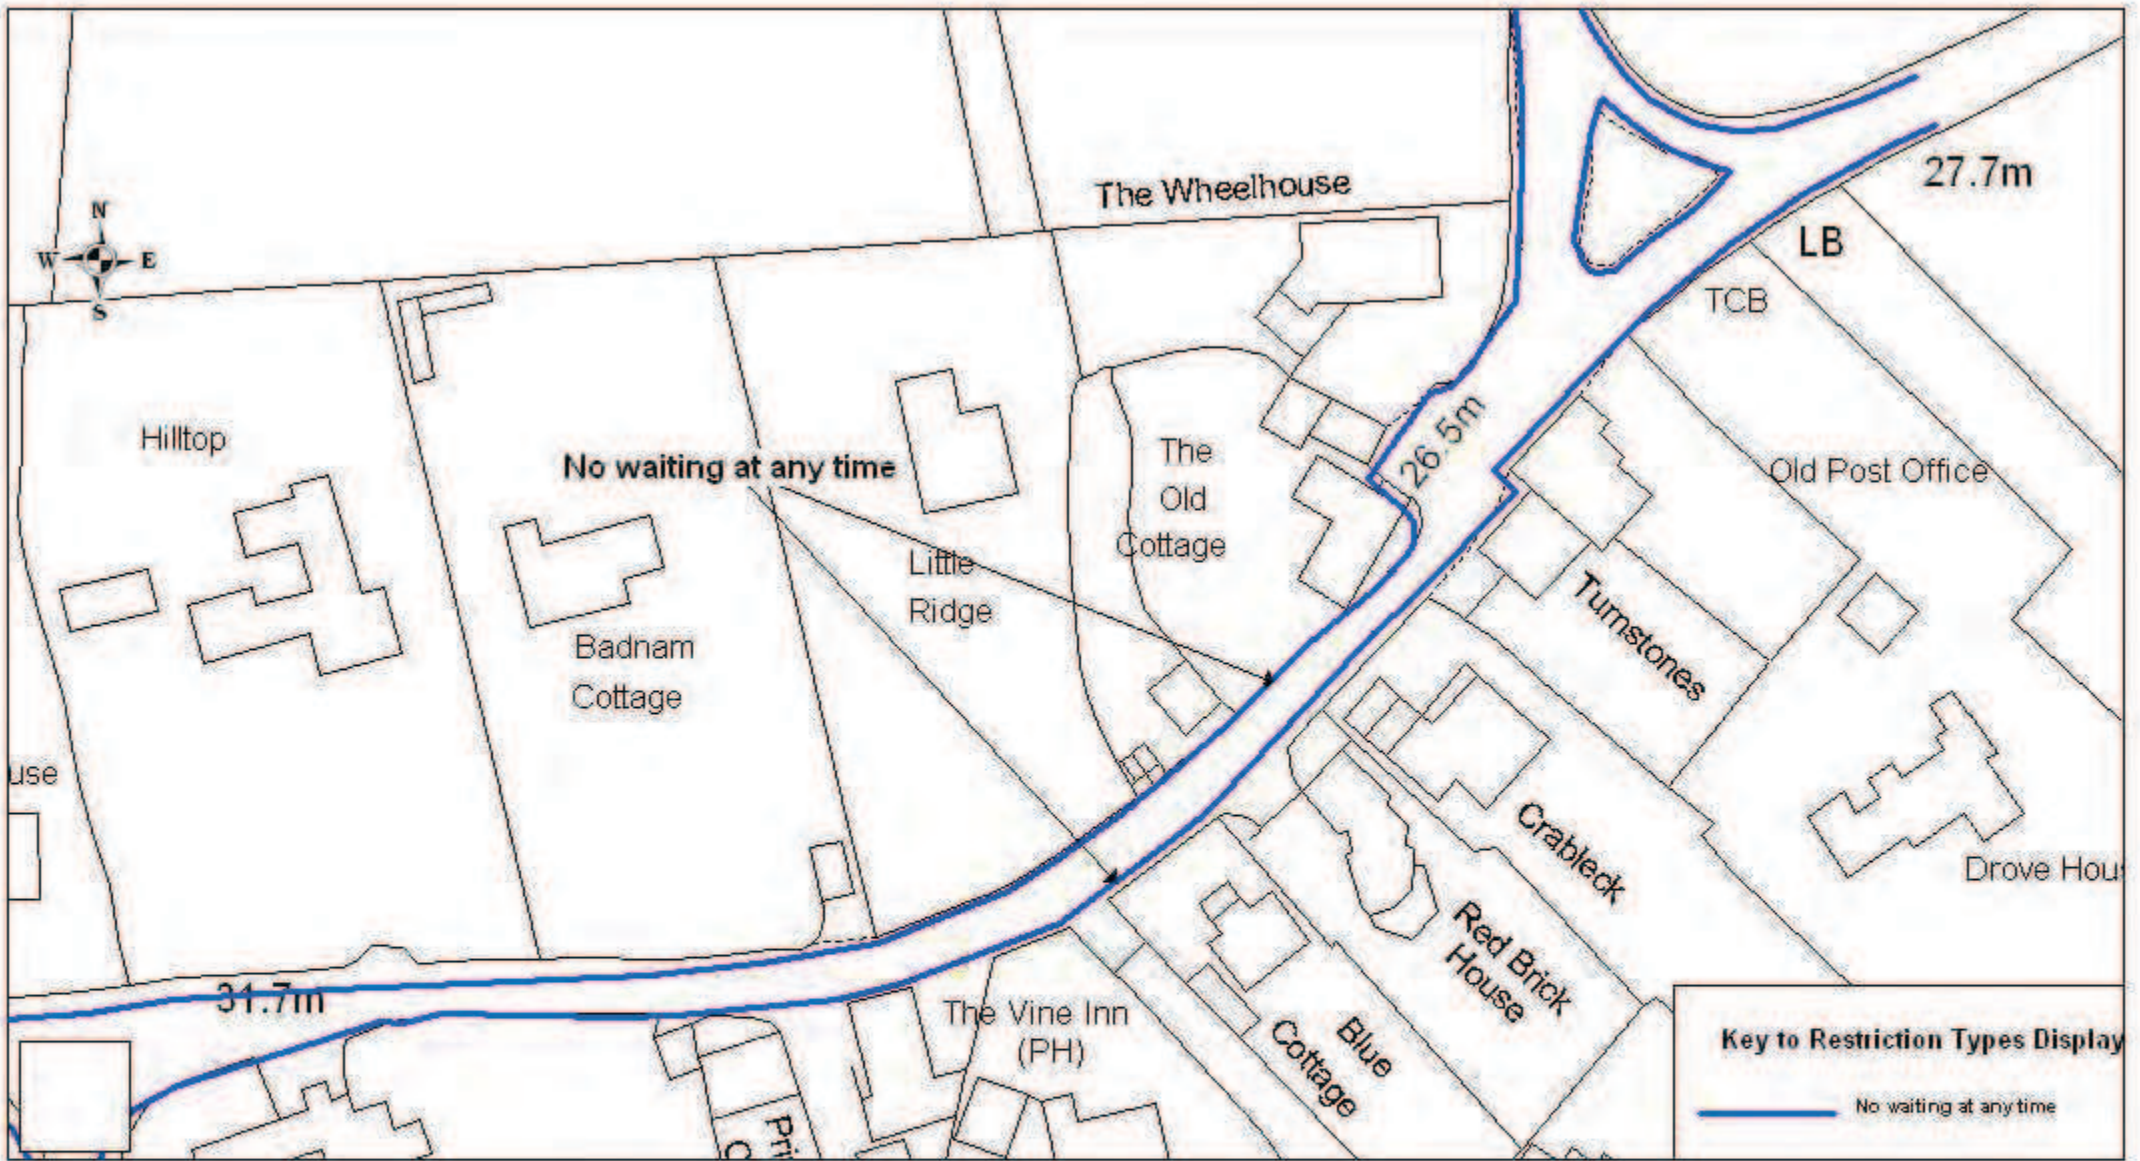 The Wheelhouse
27.7m
N
W E
S
LB
TCB
Hilltop
No waiting at any time
26.5m
The
Old
Cottage
Old Post Office
Little
Ridge
Badnam
Cottage
Turnstones
use
Crableck
Drove Hou
Red Brick
House
31.7m
The Vine Inn
(PH)
Blue
Cottage
Pri
C
Key to Restriction Types Display
No waiting at any time